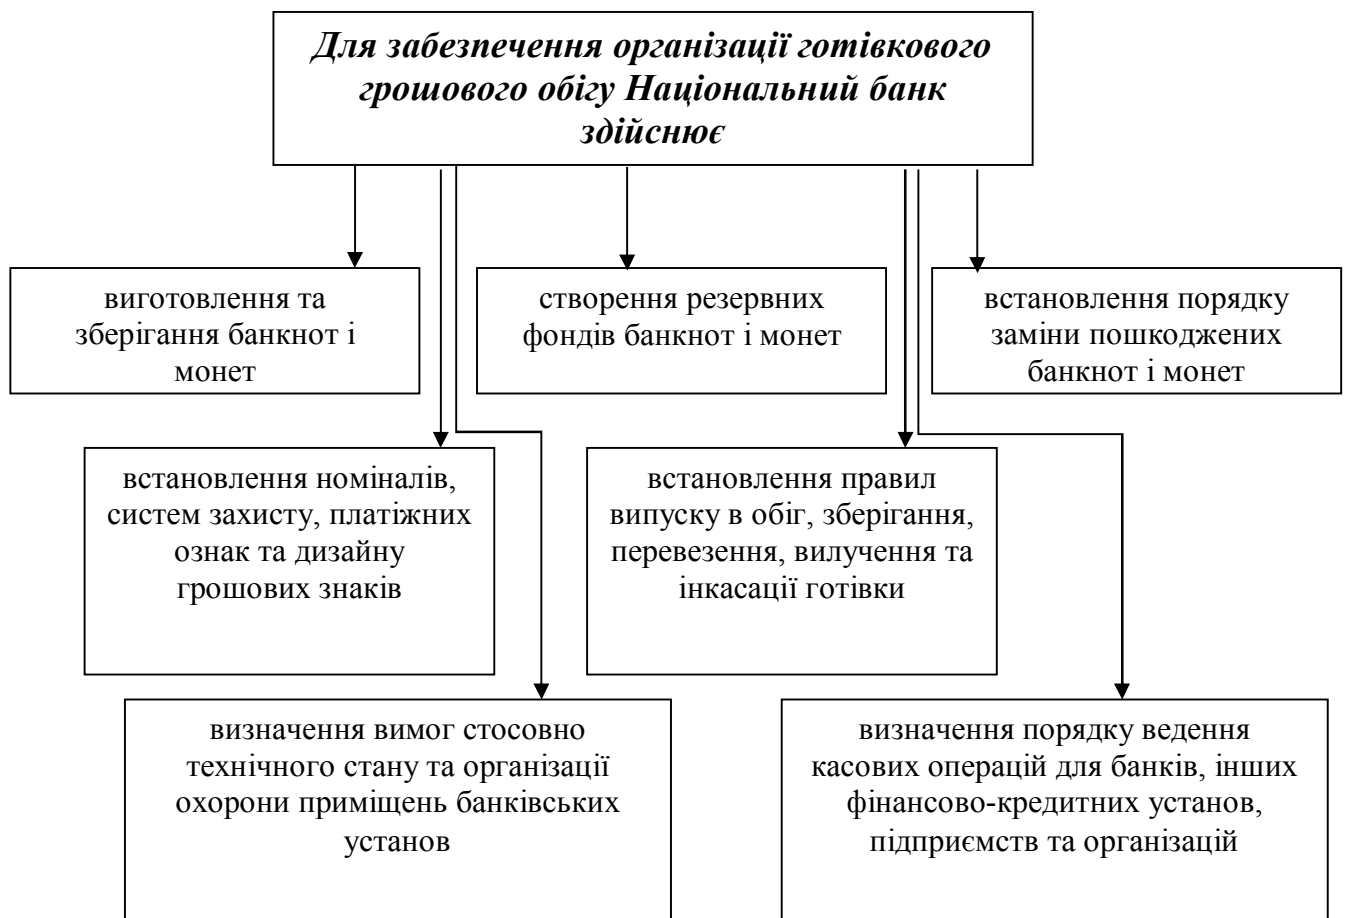 Для забезпечення організації готівкового
грошового обігу Національний банк
здійснює
виготовлення та
зберігання банкнот і
монет
створення резервних
фондів банкнот і монет
встановлення порядку
заміни пошкоджених
банкнот і монет
встановлення номіналів,
систем захисту, платіжних
ознак та дизайну
грошових знаків
встановлення правил
випуску в обіг, зберігання,
перевезення, вилучення та
інкасації готівки
визначення вимог стосовно
технічного стану та організації
охорони приміщень банківських
установ
визначення порядку ведення
касових операцій для банків, інших
фінансово-кредитних установ,
підприємств та організацій